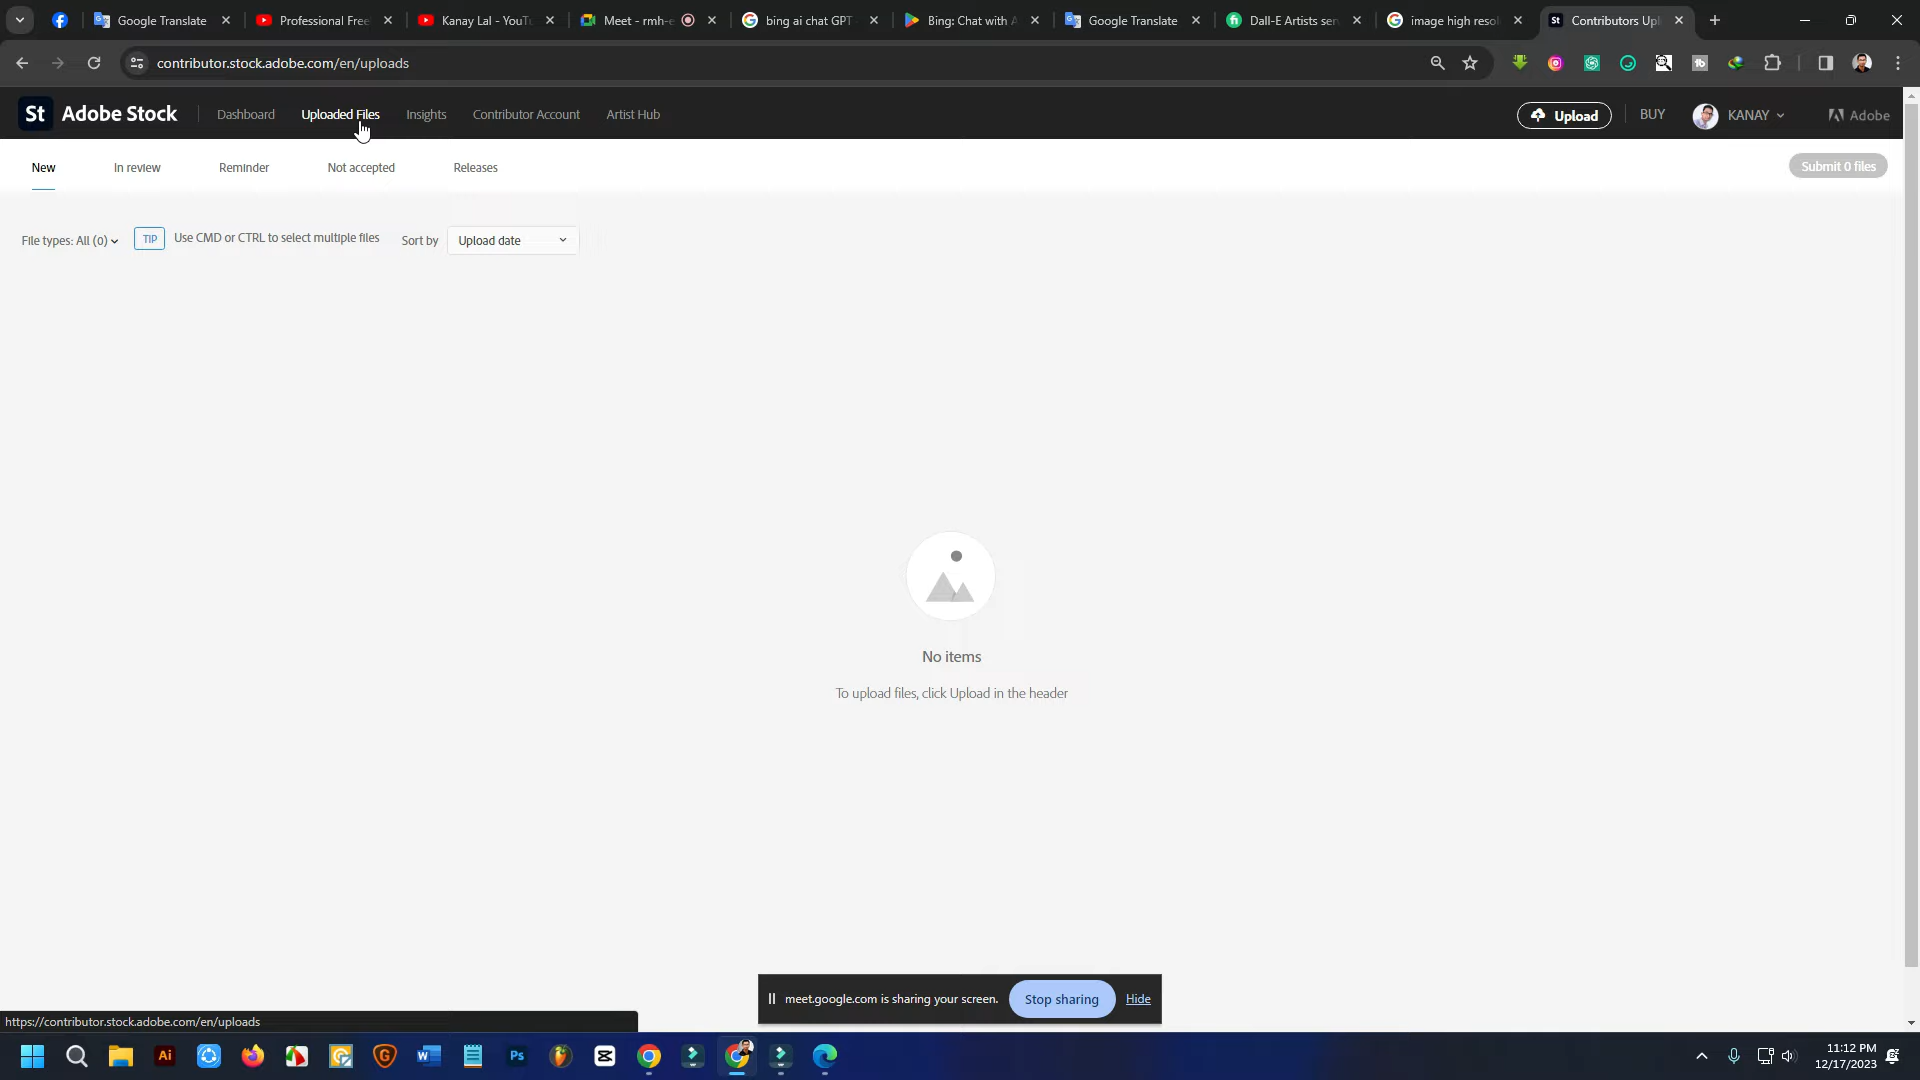 Google Translate
Professional Free
Kanay Lal - YouTu
Meet - rmh-e
bing ai chat GPT
Bing: Chat with A
Google Translate
Dall-E Artists ser
image high resol
Contributors Upl
contributor.stock.adobe.com/en/uploads
St Adobe Stock
Dashboard
Uploaded Files
Insights
Contributor Account
Artist Hub
Upload
BUY
KANAY
Adobe
New
In review
Reminder
Not accepted
Releases
Submit 0 files
File types: All (0)
TIP
Use CMD or CTRL to select multiple files
Sort by
Upload date
No items
To upload files, click Upload in the header
meet.google.com is sharing your screen.
Stop sharing
Hide
https://contributor.stock.adobe.com/en/uploads
11:12 PM
12/17/2023